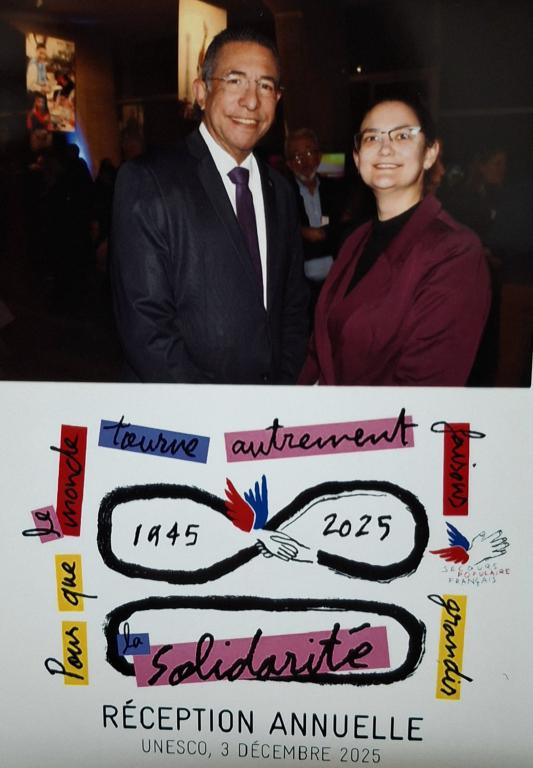 Pour que
le monde
tourne
autrement
faisons
grandir
la
solidarité
1945
2025
SECOURS
POPULAIRE
FRANÇAIS
RÉCEPTION ANNUELLE
UNESCO, 3 DÉCEMBRE 2025